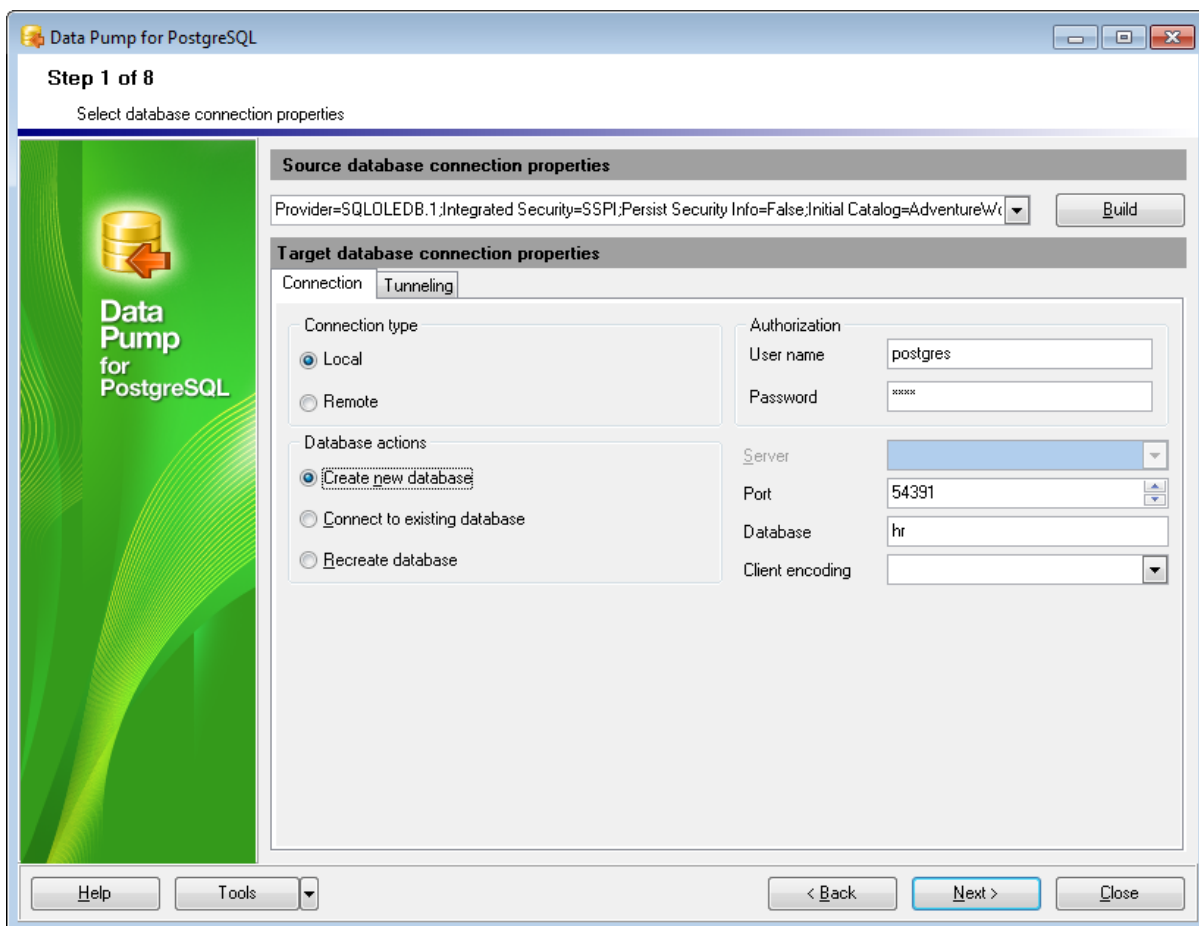 Data Pump for PostgreSQL
Step 1 of 8
Select database connection properties
Data
Pump
for
PostgreSQL
Source database connection properties
Provider=SQLOLEDB.1;Integrated Security=SSPI;Persist Security Info=False;Initial Catalog=AdventureWo
Build
Target database connection properties
Connection Tunneling
Connection type
Local
Remote
Authorization
User name postgres
Password ××××
Database actions
Create new database
Connect to existing database
Recreate database
Server
Port 54391
Database hr
Client encoding
Help Tools < Back Next > Close